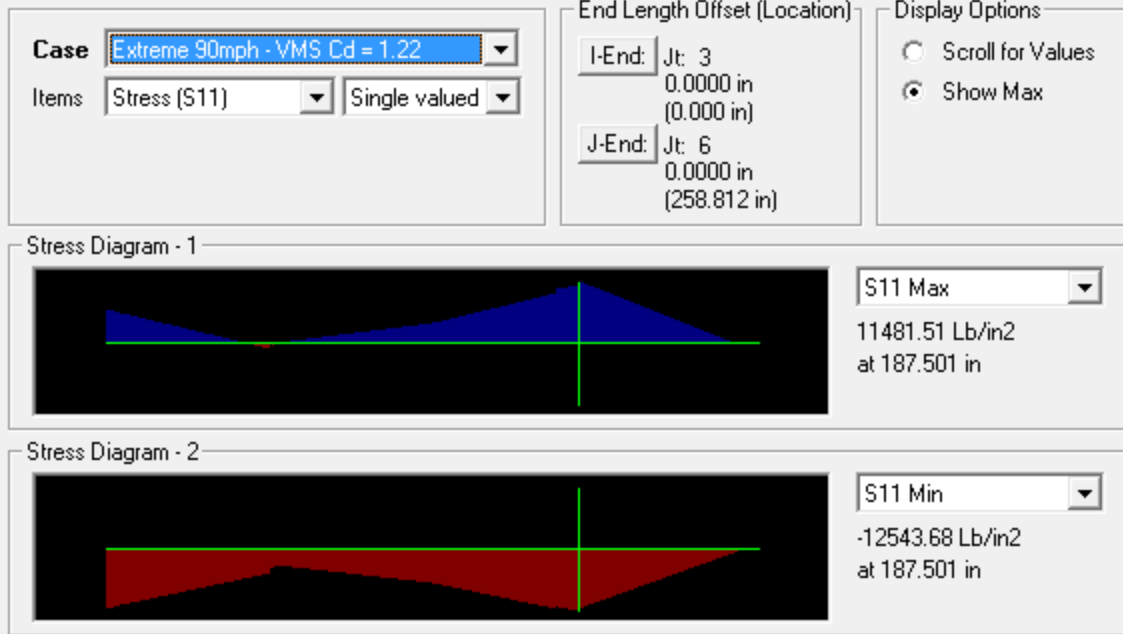 Case Extreme 90mph - VMS Cd = 1.22
Items Stress (S11) Single valued
End Length Offset (Location)
I-End: Jt: 3
0.0000 in
(0.000 in)
J-End: Jt: 6
0.0000 in
(258.812 in)
Display Options
Scroll for Values
Show Max
Stress Diagram - 1
S11 Max
11481.51 Lb/in2
at 187.501 in
Stress Diagram - 2
S11 Min
-12543.68 Lb/in2
at 187.501 in